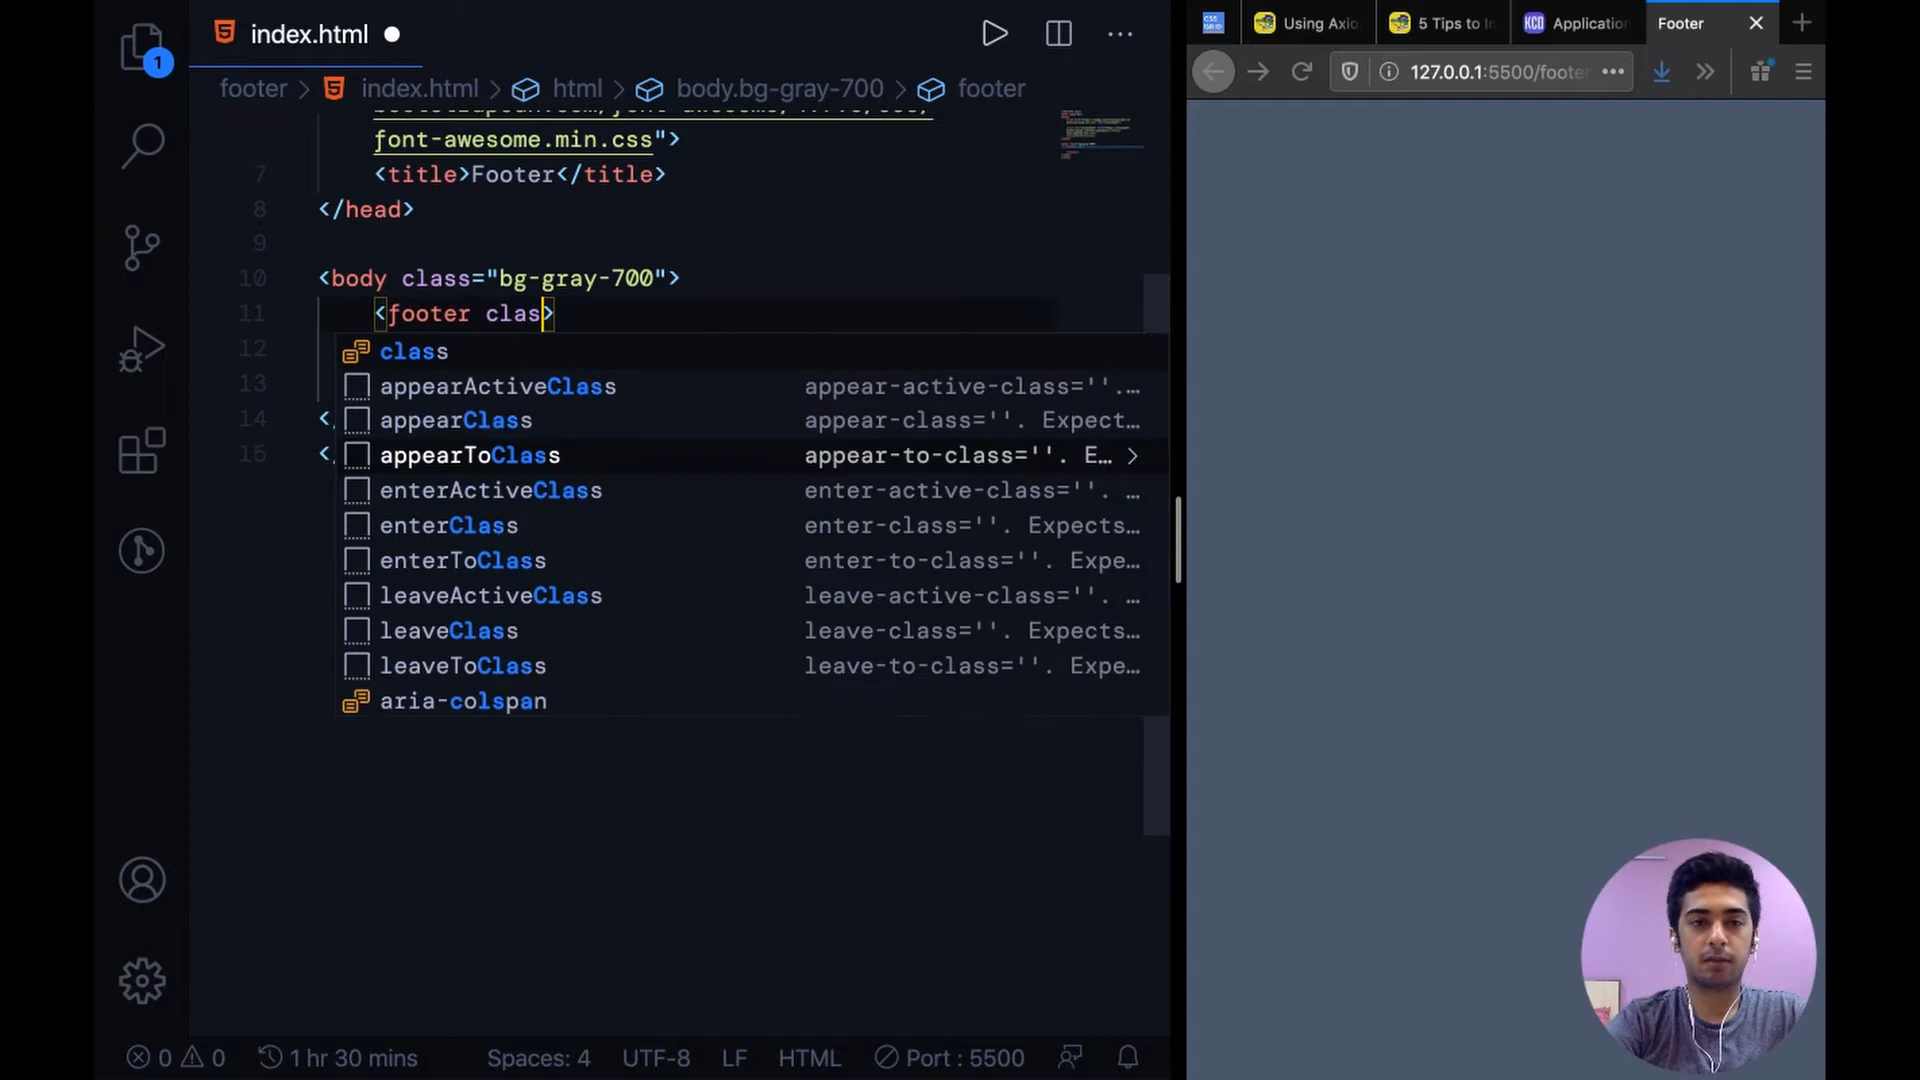 index.html
Using Axio
5 Tips to In
KCD Application
Footer
127.0.0.1:5500/footer
1
footer > index.html > html > body.bg-gray-700 > footer
font-awesome.min.css">
7 <title>Footer</title>
8 </head>
9
10 <body class="bg-gray-700">
11 <footer clas>
12 class
appearActiveClass appear-active-class=''.…
13
appearClass appear-class=''. Expect…
14 <
appearToClass appear-to-class=''. E… >
15 <
enterActiveClass enter-active-class=''. …
enterClass enter-class=''. Expects…
enterToClass enter-to-class=''. Expe…
leaveActiveClass leave-active-class=''. …
leaveClass leave-class=''. Expects…
leaveToClass leave-to-class=''. Expe…
aria-colspan
0 0 1 hr 30 mins Spaces: 4 UTF-8 LF HTML Port : 5500